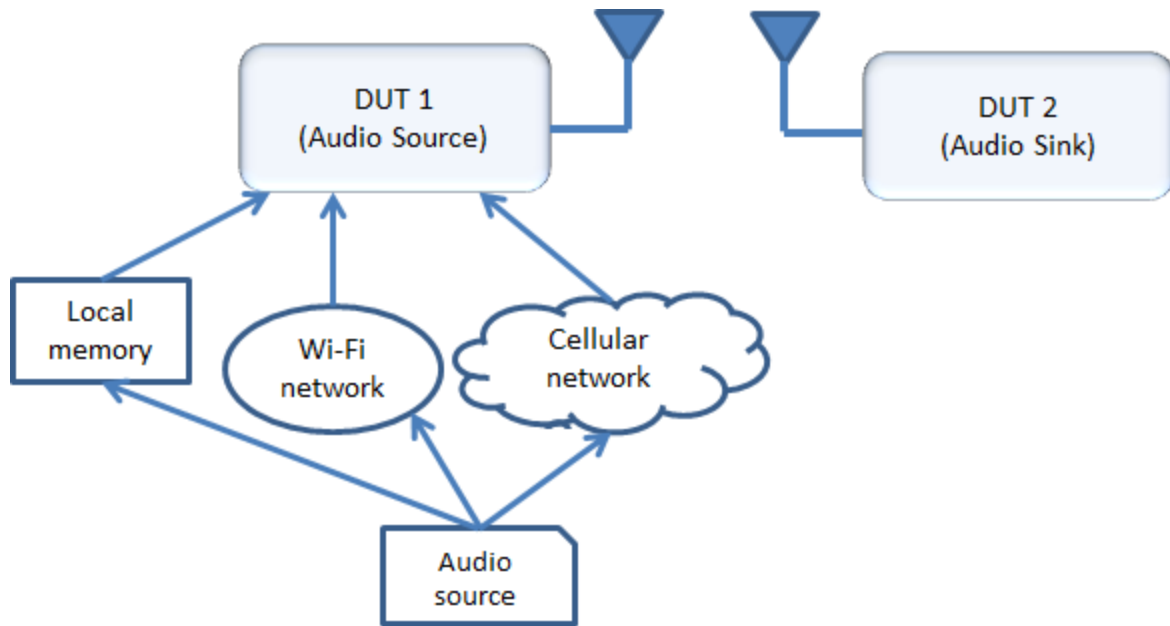 DUT 1
(Audio Source)
DUT 2
(Audio Sink)
Local
memory
Wi-Fi
network
Cellular
network
Audio
source